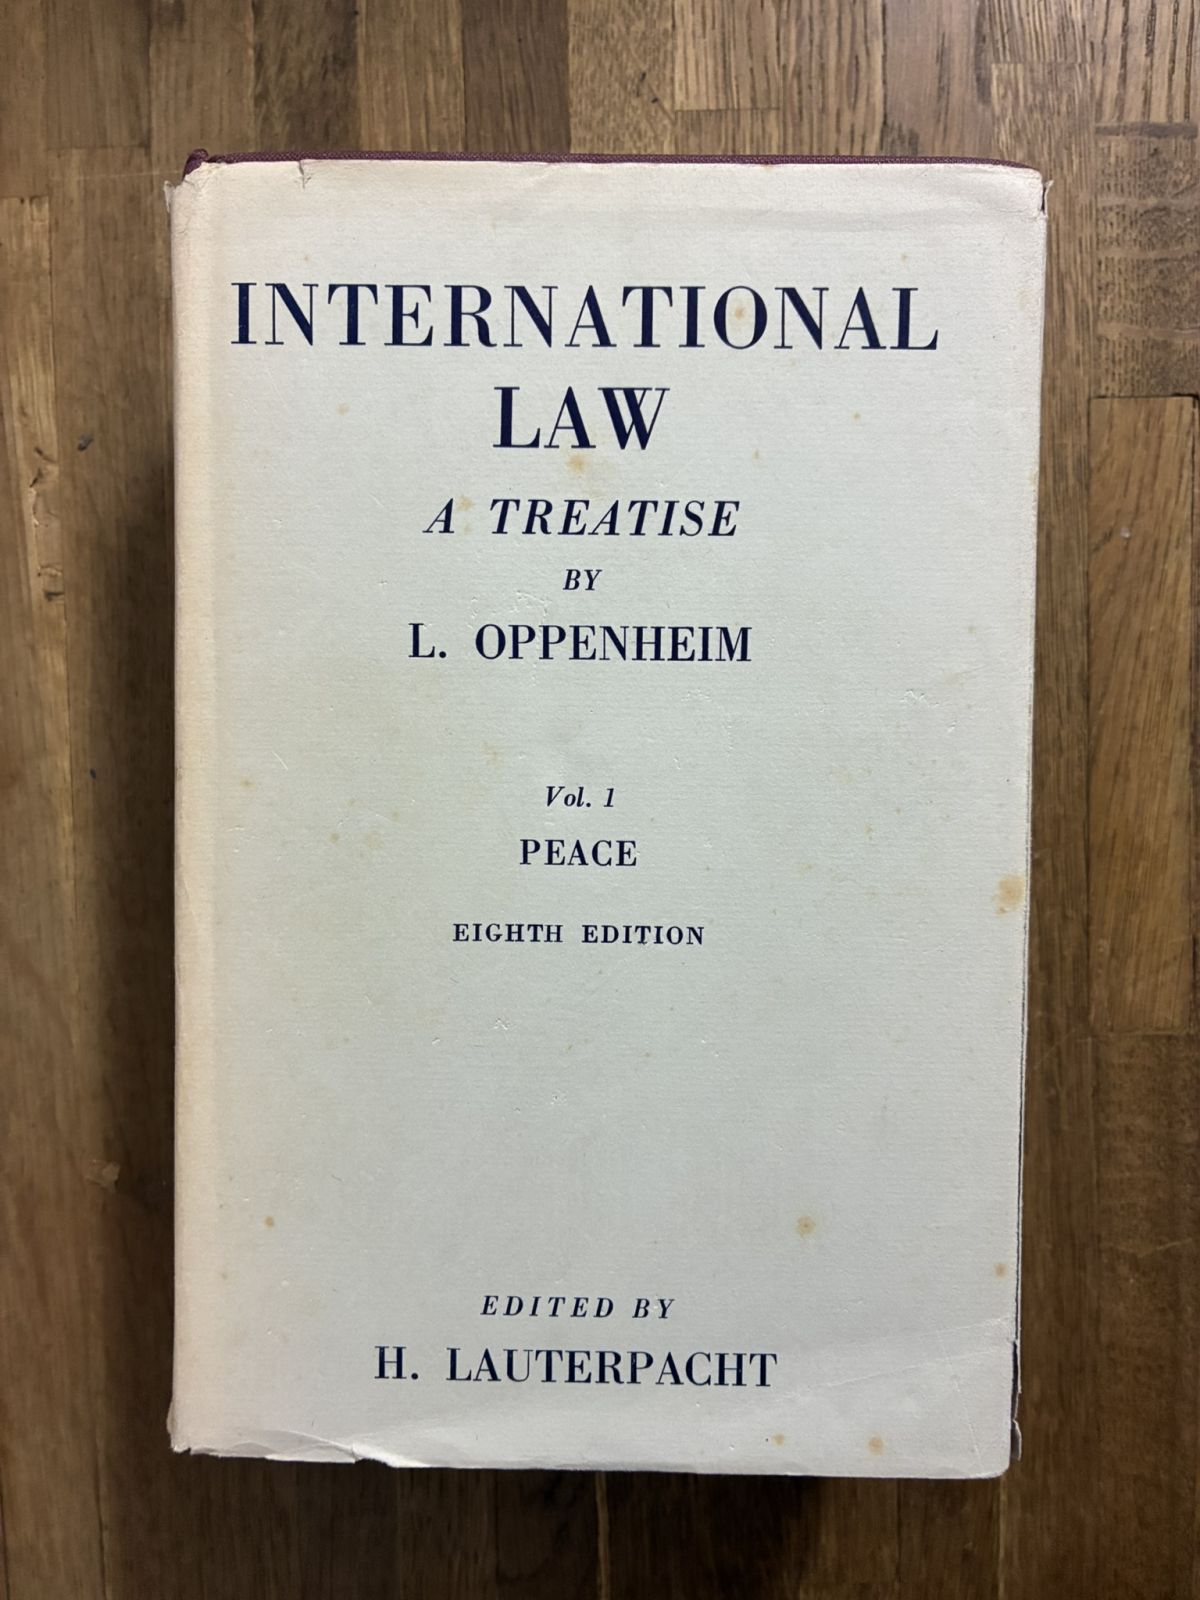 INTERNATIONAL
LAW
A TREATISE
BY
L. OPPENHEIM
Vol. 1
PEACE
EIGHTH EDITION
EDITED BY
H. LAUTERPACHT